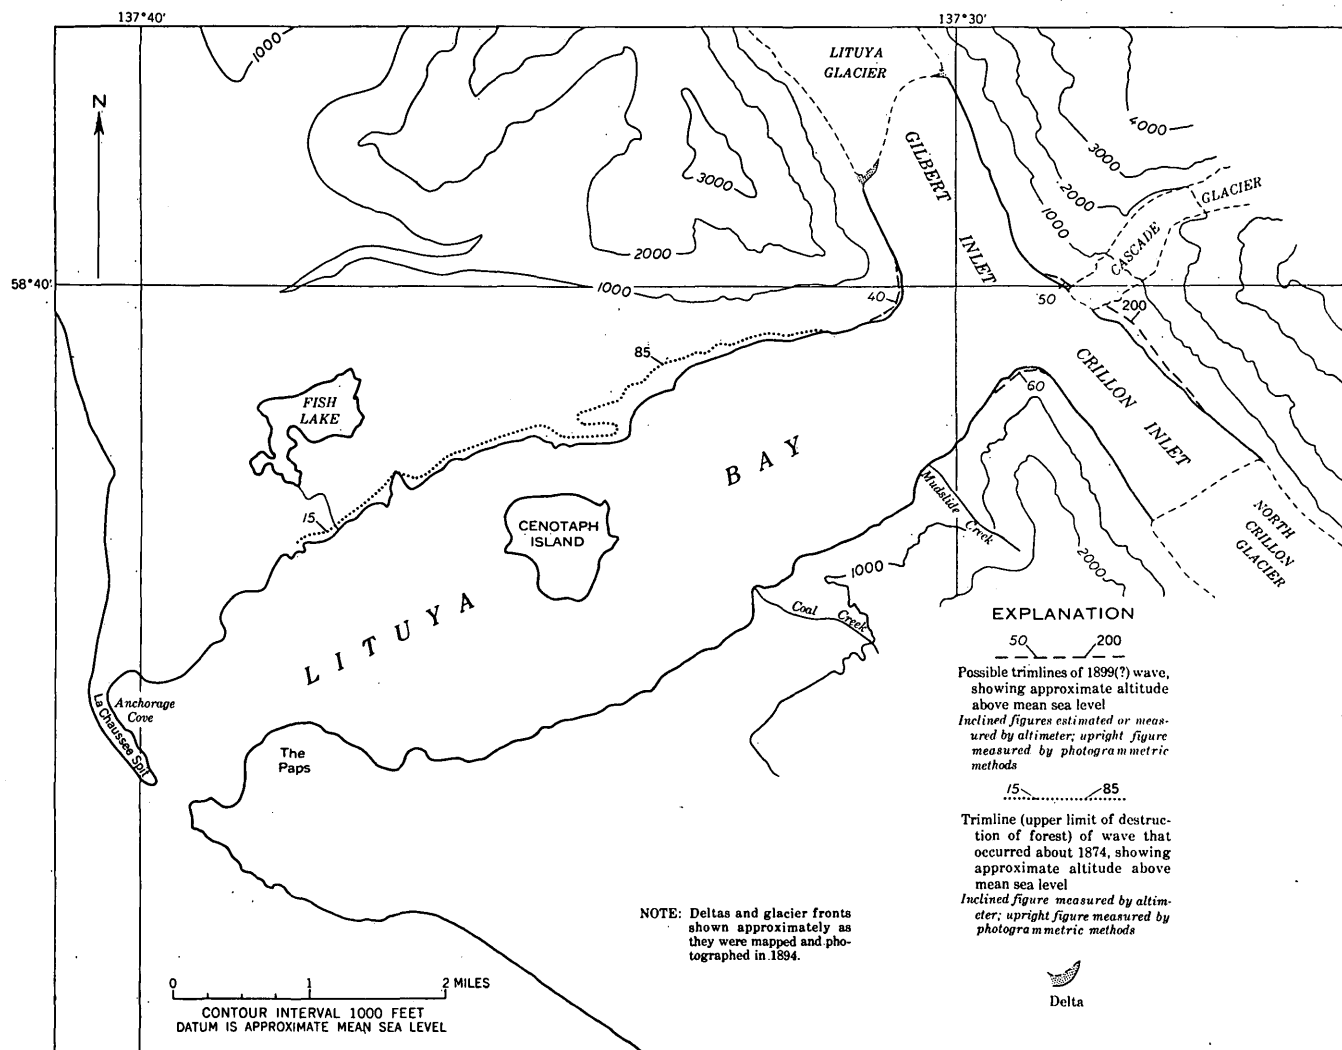 137°40'
137°30'
1000
LITUYA
GLACIER
N
4000
GILBERT
3000
3000
2000
GLACIER
1000
INLET
CASCADE
2000
58°40'
1000
40
50
200
85
CRILLON
60
INLET
FISH
LAKE
BAY
Mudslide
Creek
15
CENOTAPH
ISLAND
NORTH
CRILLON
GLACIER
1000
2000
Coal Creek
LITUYA
La Chaussee Spit
Anchorage
Cove
The
Paps
EXPLANATION
50 200
Possible trimlines of 1899(?) wave,
showing approximate altitude
above mean sea level
Inclined figures estimated or meas-
ured by altimeter; upright figure
measured by photogrammetric
methods
15 85
Trimline (upper limit of destruc-
tion of forest) of wave that
occurred about 1874, showing
approximate altitude above
mean sea level
Inclined figure measured by altim-
eter; upright figure measured by
photogrammetric methods
Delta
NOTE: Deltas and glacier fronts
shown approximately as
they were mapped and pho-
tographed in 1894.
0 1 2 MILES
CONTOUR INTERVAL 1000 FEET
DATUM IS APPROXIMATE MEAN SEA LEVEL